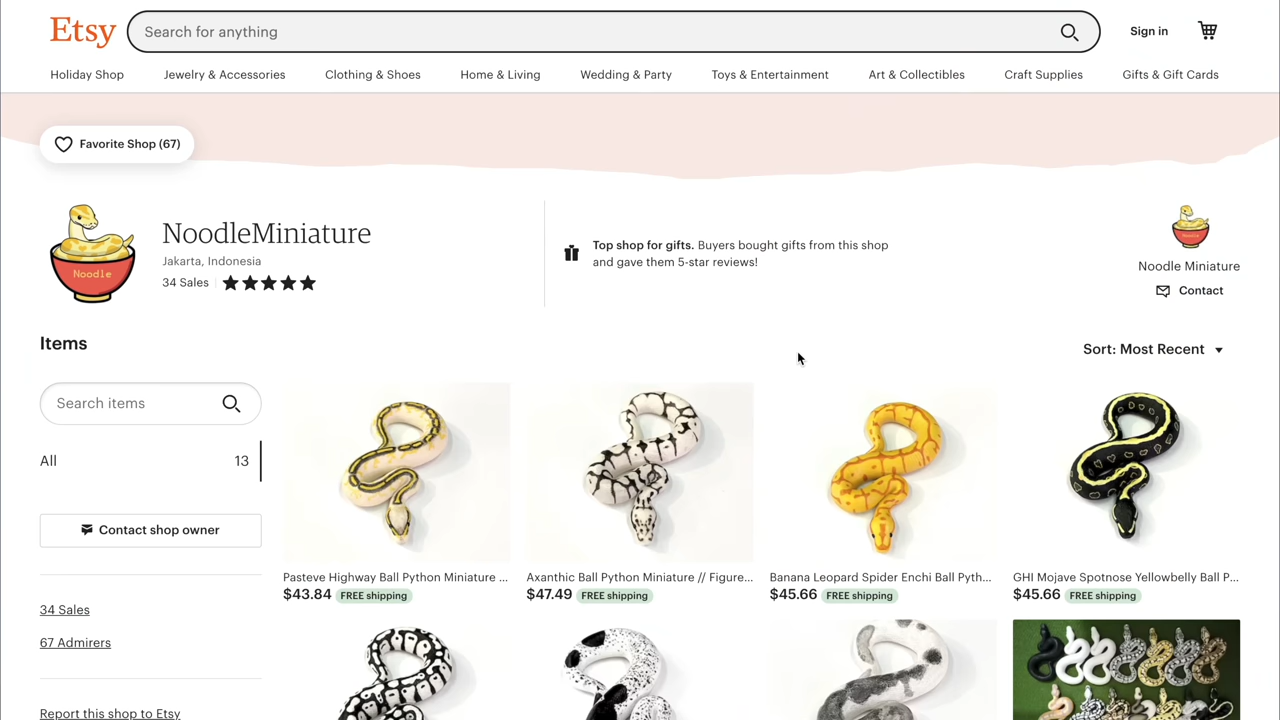 Etsy
Search for anything
Sign in
Holiday Shop Jewelry & Accessories Clothing & Shoes Home & Living Wedding & Party Toys & Entertainment Art & Collectibles Craft Supplies Gifts & Gift Cards
Favorite Shop (67)
Noodle
NoodleMiniature
Jakarta, Indonesia
34 Sales
Top shop for gifts. Buyers bought gifts from this shop
and gave them 5-star reviews!
Noodle
Noodle Miniature
Contact
Items
Sort: Most Recent
Search items
All 13
Contact shop owner
34 Sales
67 Admirers
Report this shop to Etsy
Pasteve Highway Ball Python Miniature ...
$43.84 FREE shipping
Axanthic Ball Python Miniature // Figure...
$47.49 FREE shipping
Banana Leopard Spider Enchi Ball Pyth...
$45.66 FREE shipping
GHI Mojave Spotnose Yellowbelly Ball P...
$45.66 FREE shipping